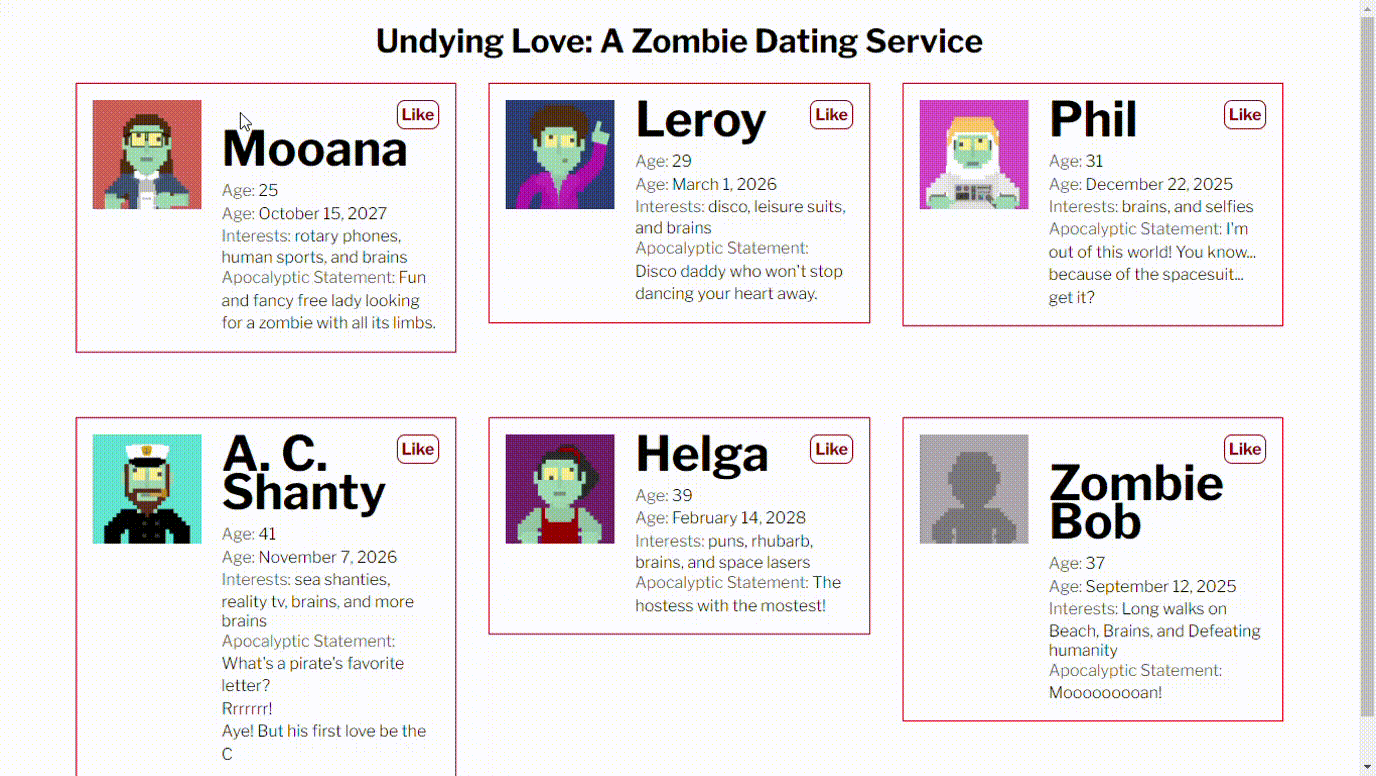 Undying Love: A Zombie Dating Service
Like
Mooana
Age: 25
Age: October 15, 2027
Interests: rotary phones,
human sports, and brains
Apocalyptic Statement: Fun
and fancy free lady looking
for a zombie with all its limbs.
Like
Leroy
Age: 29
Age: March 1, 2026
Interests: disco, leisure suits,
and brains
Apocalyptic Statement:
Disco daddy who won't stop
dancing your heart away.
Like
Phil
Age: 31
Age: December 22, 2025
Interests: brains, and selfies
Apocalyptic Statement: I'm
out of this world! You know...
because of the spacesuit...
get it?
Like
A. C.
Shanty
Age: 41
Age: November 7, 2026
Interests: sea shanties,
reality tv, brains, and more
brains
Apocalyptic Statement:
What's a pirate's favorite
letter?
Rrrrrrr!
Aye! But his first love be the
C
Like
Helga
Age: 39
Age: February 14, 2028
Interests: puns, rhubarb,
brains, and space lasers
Apocalyptic Statement: The
hostess with the mostest!
Like
Zombie
Bob
Age: 37
Age: September 12, 2025
Interests: Long walks on
Beach, Brains, and Defeating
humanity
Apocalyptic Statement:
Mooooooooan!